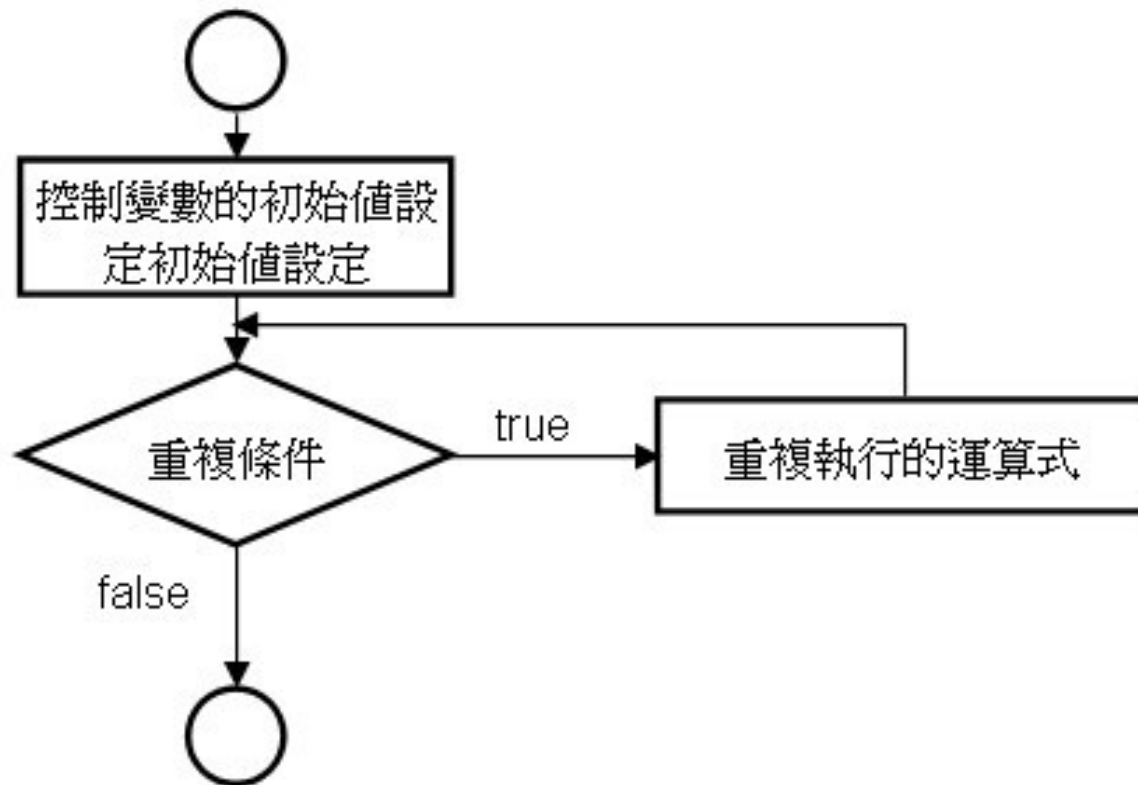 控制變數的初始值設
定初始值設定
重複條件
true
重複執行的運算式
false